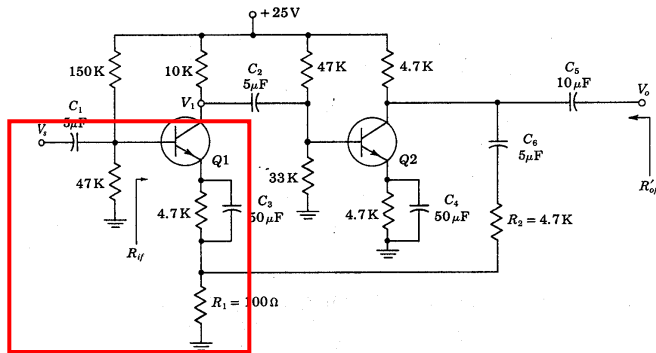 +25V
150K
10K
C₂
5µF
47K
4.7K
C₅
10µF
V₁
Vₒ
C₁
5µF
Vₛ
Q1
Q2
C₆
5µF
R'ₒf
47K
33K
C₃
50µF
4.7K
C₄
50µF
4.7K
R₂ = 4.7K
R_if
R₁ = 100Ω